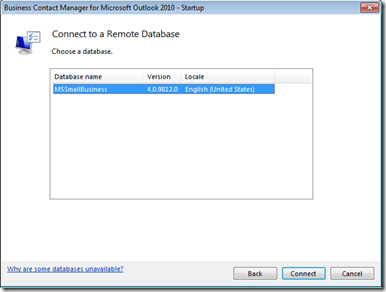 Business Contact Manager for Microsoft Outlook 2010 - Startup
Connect to a Remote Database
Choose a database.
Database name Version Locale
MSSmallBusiness 4.0.9812.0 English (United States)
Why are some databases unavailable?
Back Connect Cancel